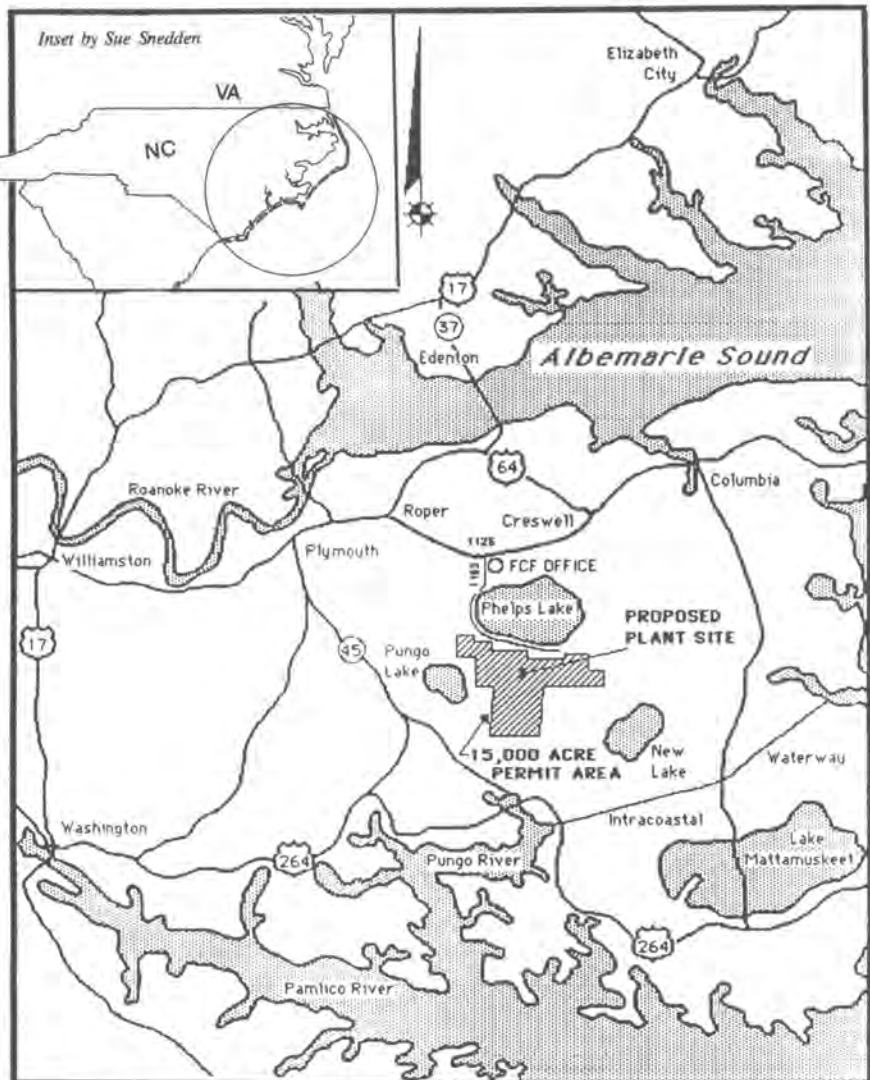 Inset by Sue Snedden
VA
NC
Elizabeth
City
17
37
Edenton
Albemarle Sound
64
Roanoke River
Roper
Creswell
Columbia
1126
Williamston
Plymouth
1183
FCF OFFICE
Phelps Lake
PROPOSED
PLANT SITE
17
45
Pungo
Lake
15,000 ACRE
PERMIT AREA
New
Lake
Waterway
Washington
Intracoastal
264
Pungo River
Lake
Mattamuskeet
264
Pamlico River